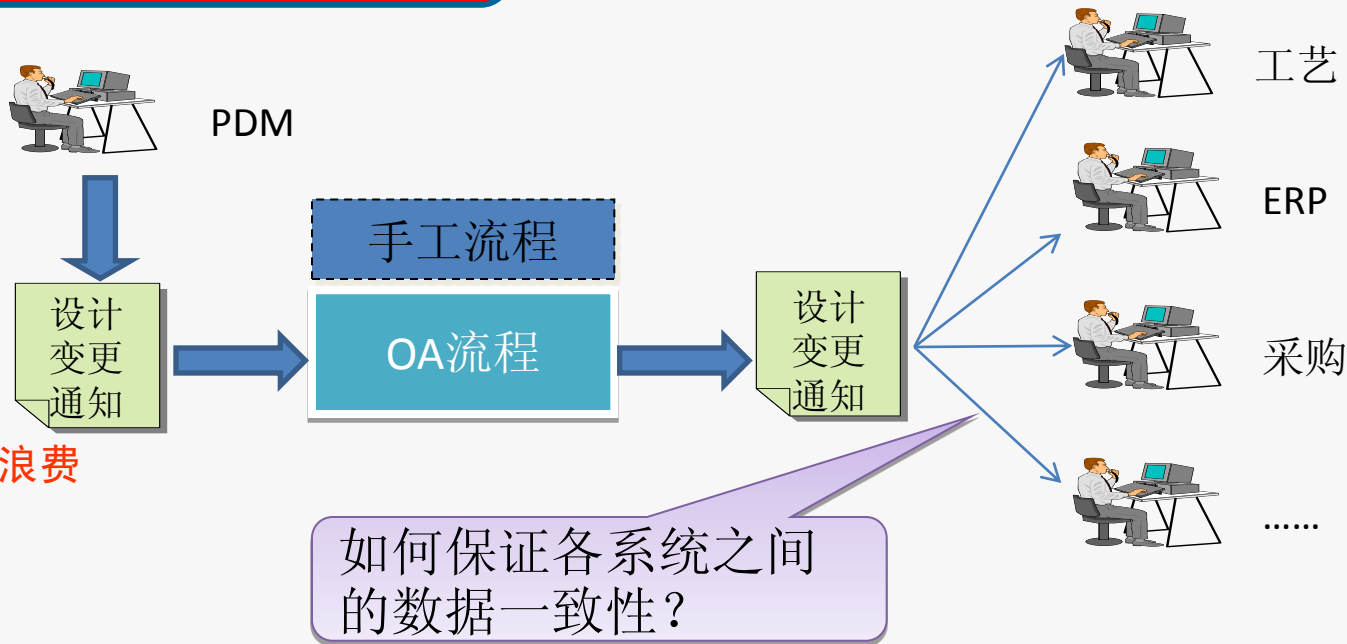 PDM
设计
变更
通知
浪费
手工流程
OA流程
设计
变更
通知
如何保证各系统之间
的数据一致性？
工艺
ERP
采购
……